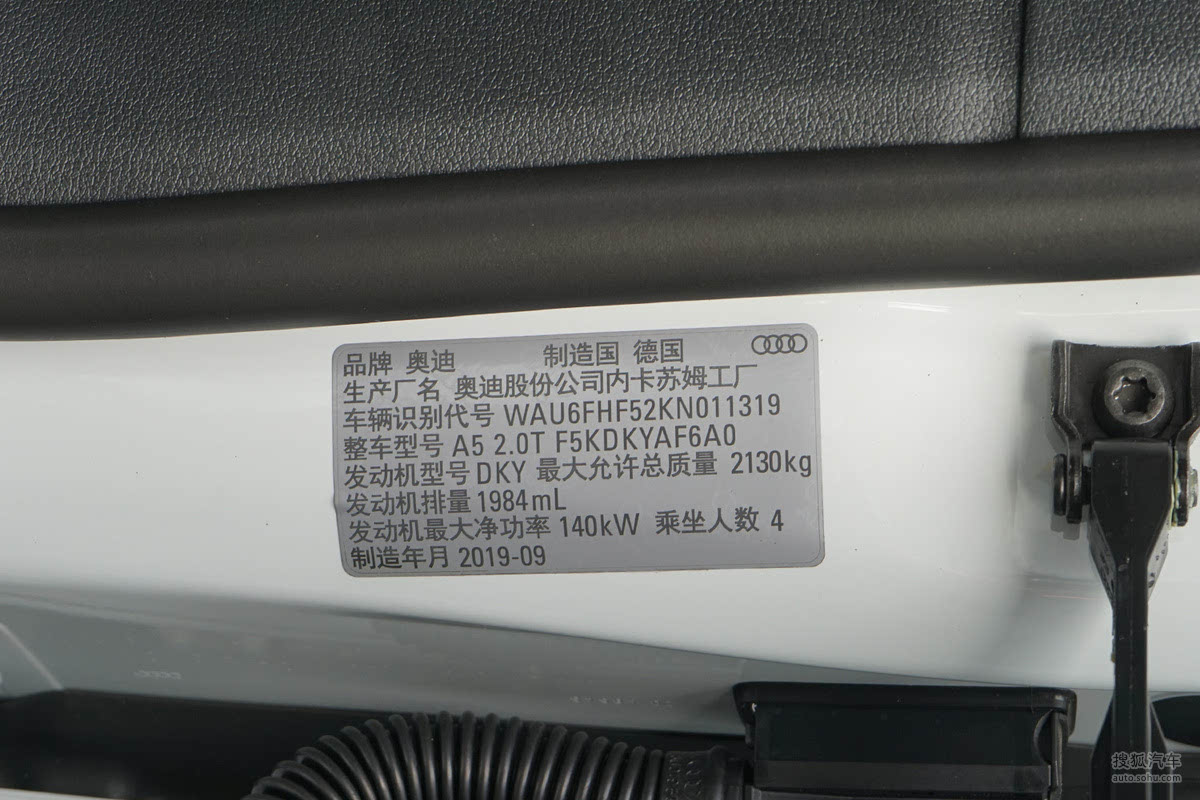 品牌 奥迪 制造国 德国
生产厂名 奥迪股份公司内卡苏姆工厂
车辆识别代号 WAU6FHF52KN011319
整车型号 A5 2.0T F5KDKYAF6A0
发动机型号 DKY 最大允许总质量 2130kg
发动机排量 1984mL
发动机最大净功率 140kW 乘坐人数 4
制造年月 2019-09
搜狐汽车
auto.sohu.com